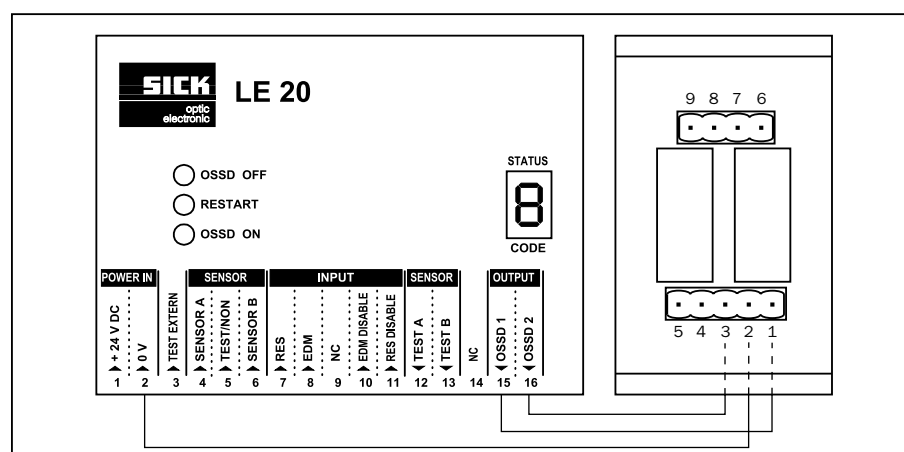 SICK
optic
electronic
LE 20
OSSD OFF
RESTART
OSSD ON
STATUS
8
CODE
POWER IN
SENSOR
INPUT
SENSOR
OUTPUT
+ 24 V DC
0 V
TEST EXTERN
SENSOR A
TEST/NON
SENSOR B
RES
EDM
NC
EDM DISABLE
RES DISABLE
TEST A
TEST B
NC
OSSD 1
OSSD 2
1 2 3 4 5 6 7 8 9 10 11 12 13 14 15 16
9 8 7 6
5 4 3 2 1